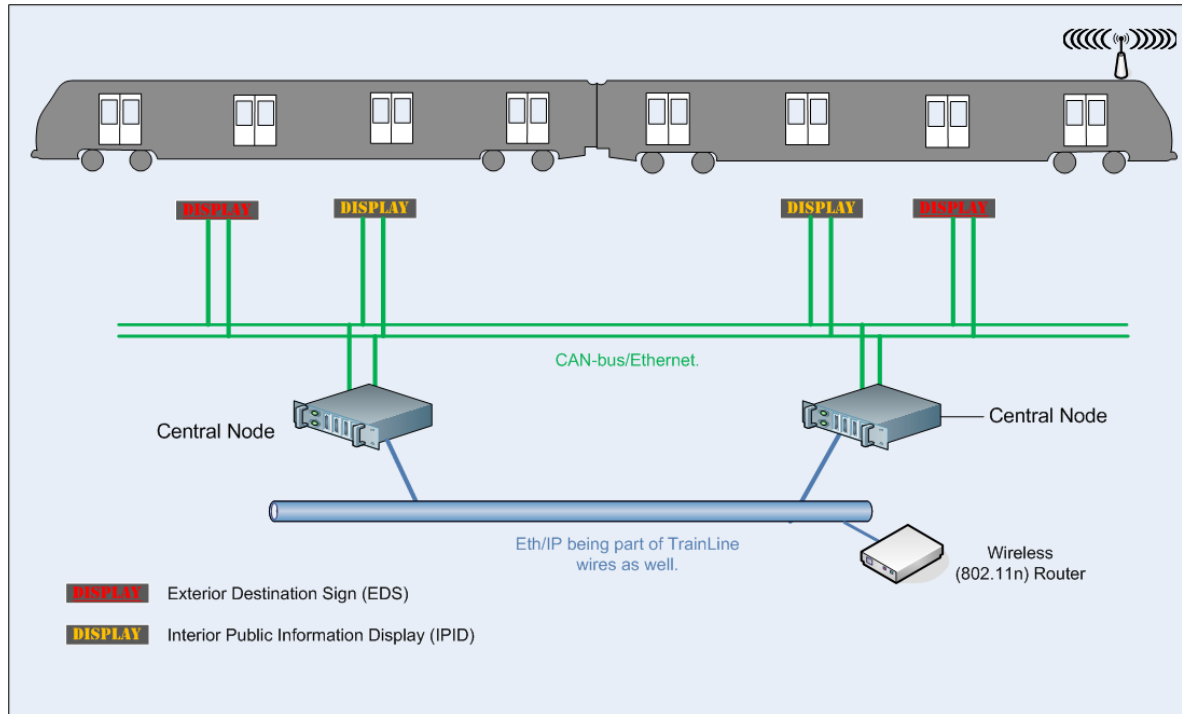 DISPLAY
DISPLAY
DISPLAY
DISPLAY
CAN-bus/Ethernet.
Central Node
Central Node
Eth/IP being part of TrainLine
wires as well.
Wireless
(802.11n) Router
DISPLAY Exterior Destination Sign (EDS)
DISPLAY Interior Public Information Display (IPID)